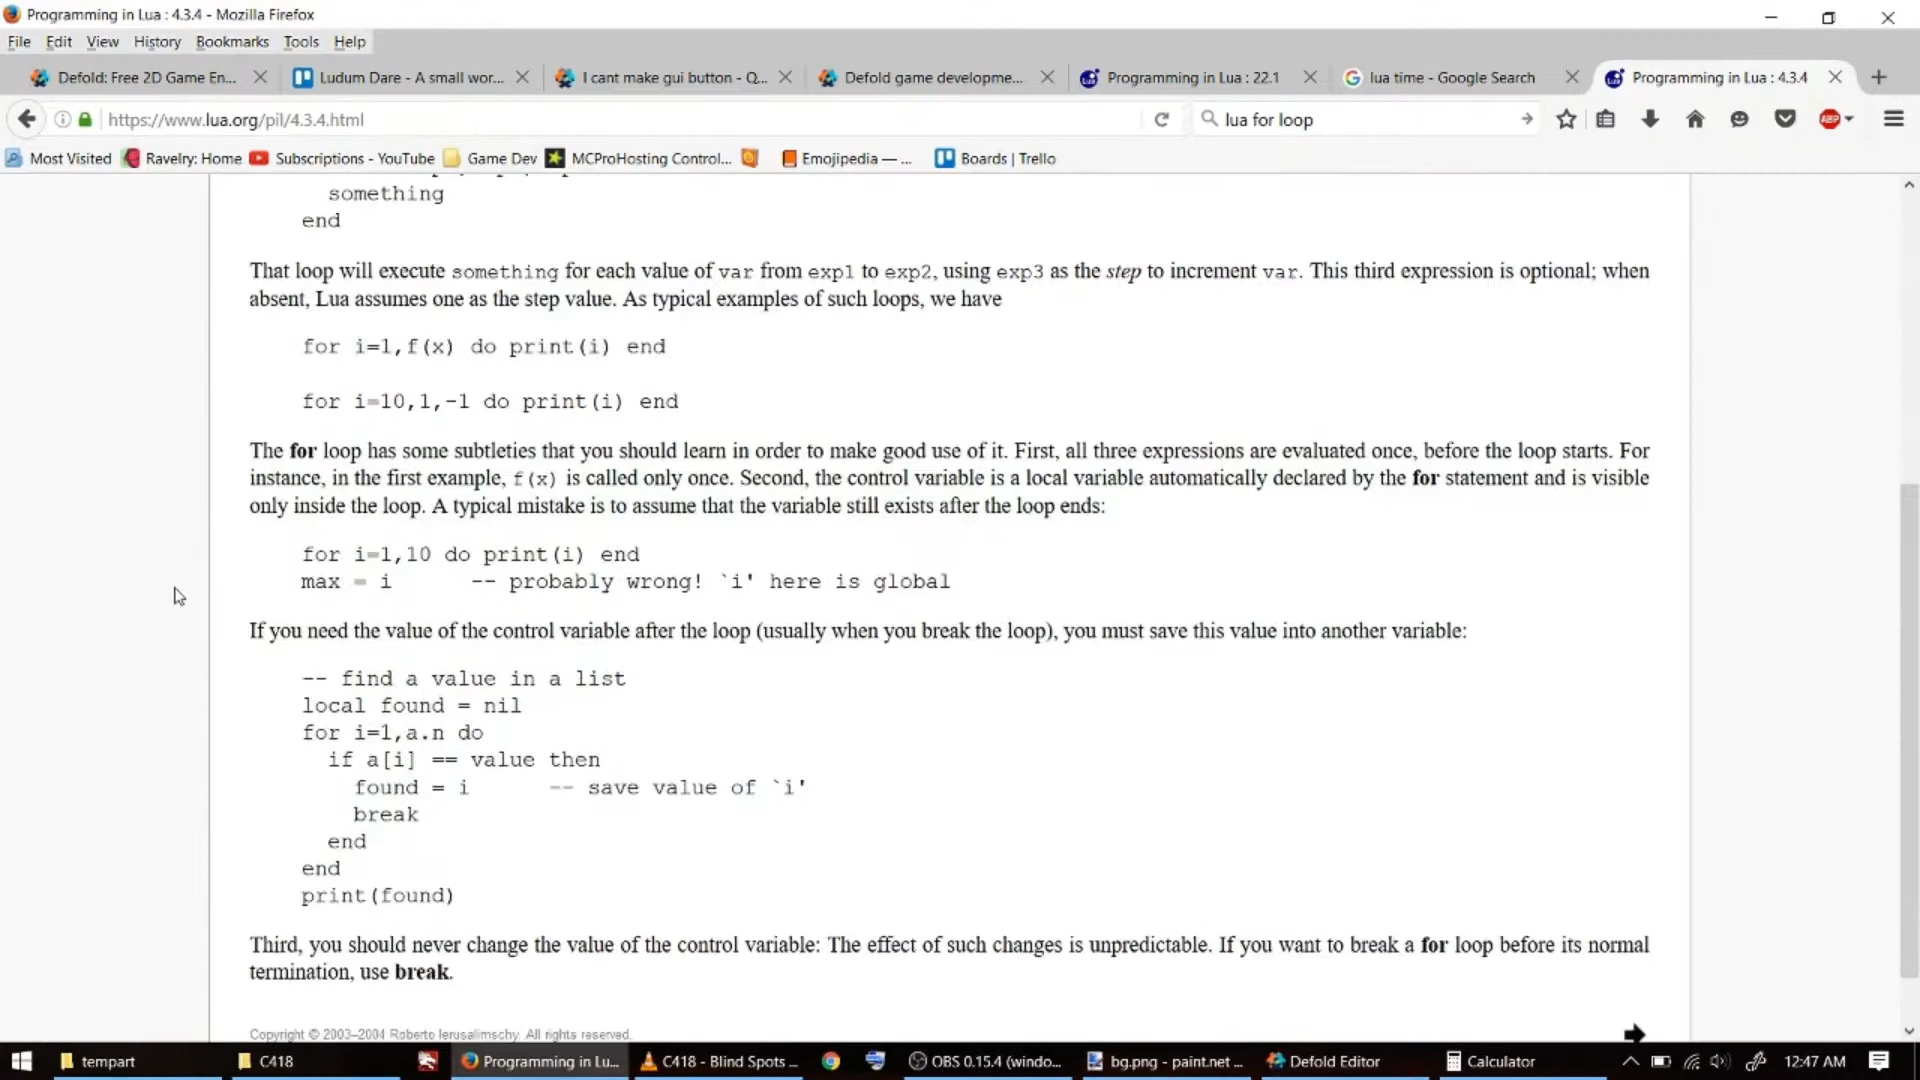 Programming in Lua : 4.3.4 - Mozilla Firefox
File Edit View History Bookmarks Tools Help
Defold: Free 2D Game En... Ludum Dare - A small wor... I cant make gui button - Q... Defold game developme... Programming in Lua : 22.1 lua time - Google Search Programming in Lua : 4.3.4
https://www.lua.org/pil/4.3.4.html lua for loop ABP
Most Visited Ravelry: Home Subscriptions - YouTube Game Dev MCProHosting Control... Emojipedia — ... Boards | Trello
something
end
That loop will execute something for each value of var from exp1 to exp2, using exp3 as the step to increment var. This third expression is optional; when
absent, Lua assumes one as the step value. As typical examples of such loops, we have
for i=1,f(x) do print(i) end
for i=10,1,-1 do print(i) end
The for loop has some subtleties that you should learn in order to make good use of it. First, all three expressions are evaluated once, before the loop starts. For
instance, in the first example, f(x) is called only once. Second, the control variable is a local variable automatically declared by the for statement and is visible
only inside the loop. A typical mistake is to assume that the variable still exists after the loop ends:
for i=1,10 do print(i) end
max = i -- probably wrong! `i' here is global
If you need the value of the control variable after the loop (usually when you break the loop), you must save this value into another variable:
-- find a value in a list
local found = nil
for i=1,a.n do
if a[i] == value then
found = i -- save value of `i'
break
end
end
print(found)
Third, you should never change the value of the control variable: The effect of such changes is unpredictable. If you want to break a for loop before its normal
termination, use break.
Copyright © 2003–2004 Roberto Ierusalimschy. All rights reserved.
tempart C418 Programming in Lu... C418 - Blind Spots ... OBS 0.15.4 (windo... bg.png - paint.net ... Defold Editor Calculator 12:47 AM